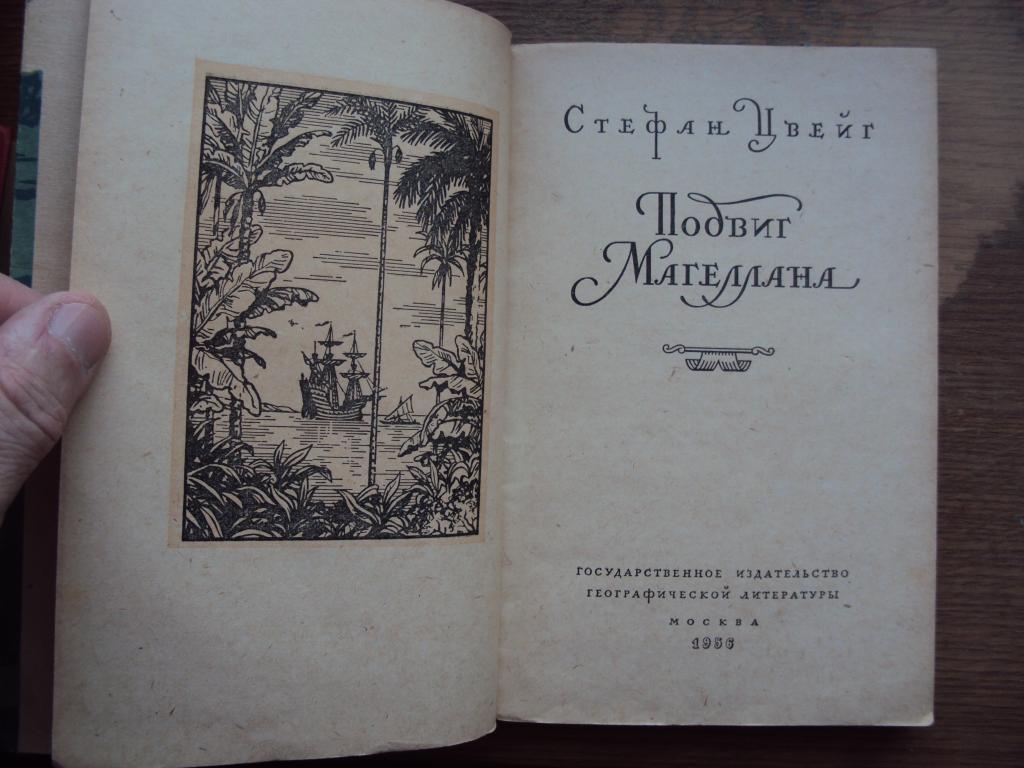 Стефан Цвейг
Подвиг
Магеллана
ГОСУДАРСТВЕННОЕ ИЗДАТЕЛЬСТВО
ГЕОГРАФИЧЕСКОЙ ЛИТЕРАТУРЫ
МОСКВА
1956